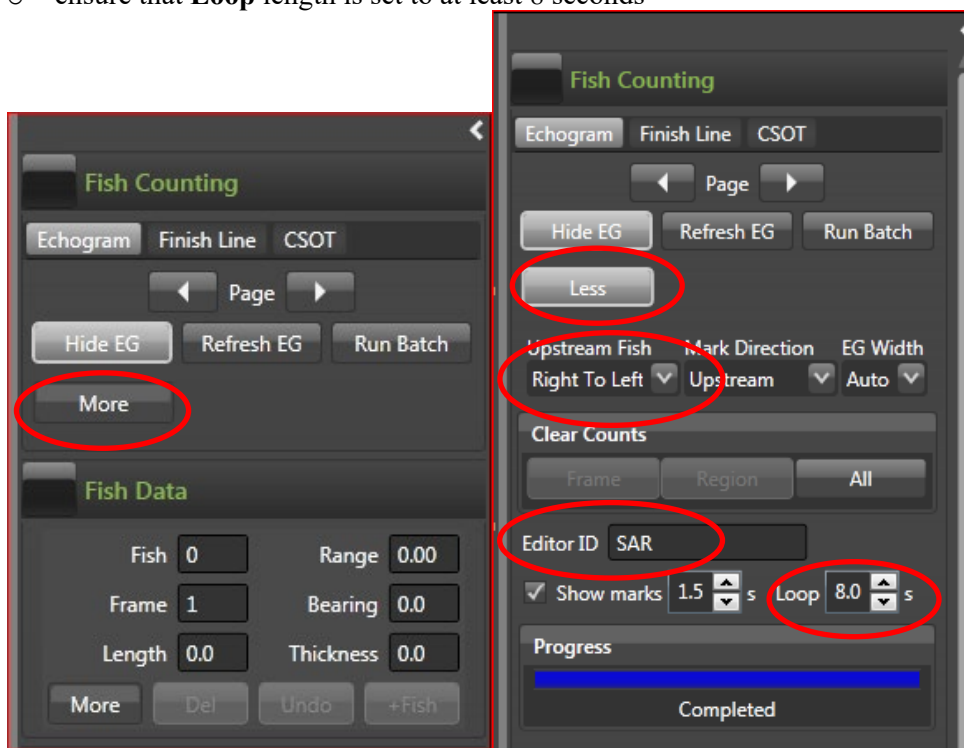 ensure that Loop length is set to at least 8 seconds
Fish Counting
Echogram Finish Line CSOT
Page
Hide EG Refresh EG Run Batch
More
Fish Data
Fish 0 Range 0.00
Frame 1 Bearing 0.0
Length 0.0 Thickness 0.0
More Del Undo +Fish
Fish Counting
Echogram Finish Line CSOT
Page
Hide EG Refresh EG Run Batch
Less
Upstream Fish Mark Direction EG Width
Right To Left Upstream Auto
Clear Counts
Frame Region All
Editor ID SAR
Show marks 1.5 s Loop 8.0 s
Progress
Completed